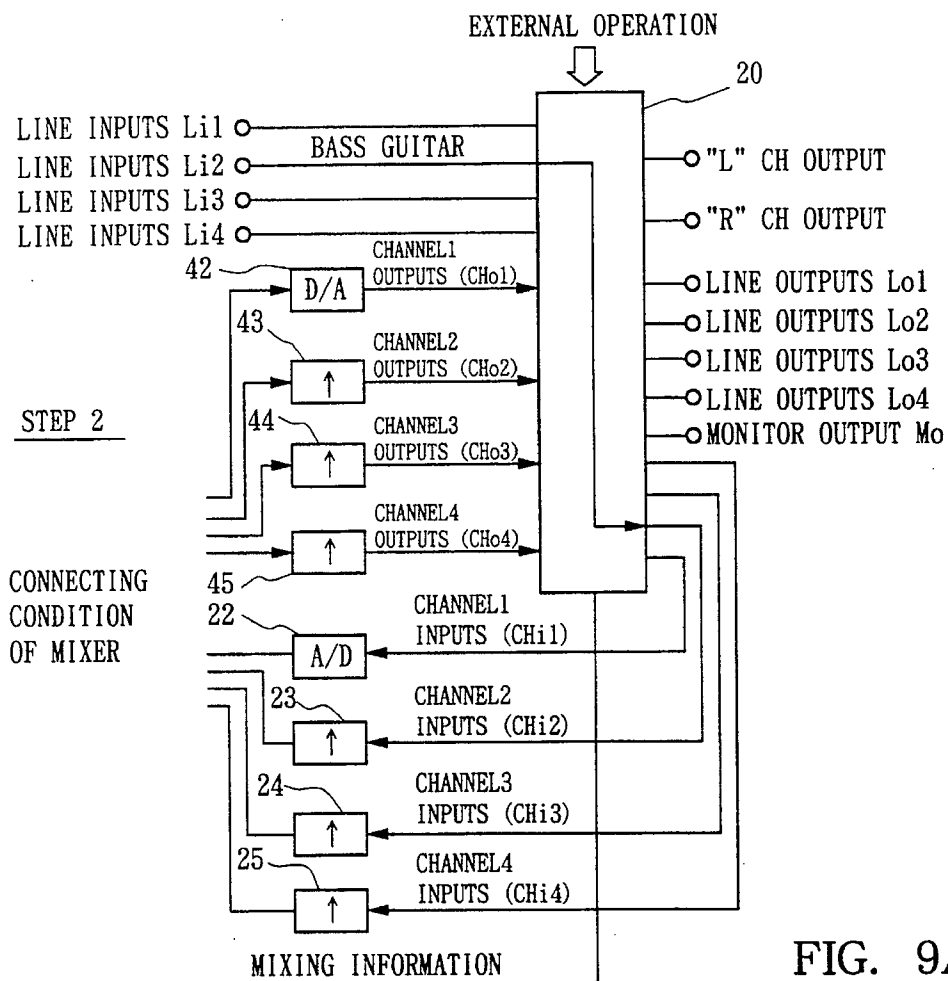 EXTERNAL OPERATION
20
LINE INPUTS Li1
BASS GUITAR
LINE INPUTS Li2
LINE INPUTS Li3
LINE INPUTS Li4
"L" CH OUTPUT
"R" CH OUTPUT
LINE OUTPUTS Lo1
LINE OUTPUTS Lo2
LINE OUTPUTS Lo3
LINE OUTPUTS Lo4
MONITOR OUTPUT Mo
42
D/A
CHANNEL1
OUTPUTS (CHo1)
43
↑
CHANNEL2
OUTPUTS (CHo2)
STEP 2
44
↑
CHANNEL3
OUTPUTS (CHo3)
45
↑
CHANNEL4
OUTPUTS (CHo4)
CONNECTING
CONDITION
OF MIXER
22
A/D
CHANNEL1
INPUTS (CHi1)
23
↑
CHANNEL2
INPUTS (CHi2)
24
↑
CHANNEL3
INPUTS (CHi3)
25
↑
CHANNEL4
INPUTS (CHi4)
MIXING INFORMATION
FIG. 9A